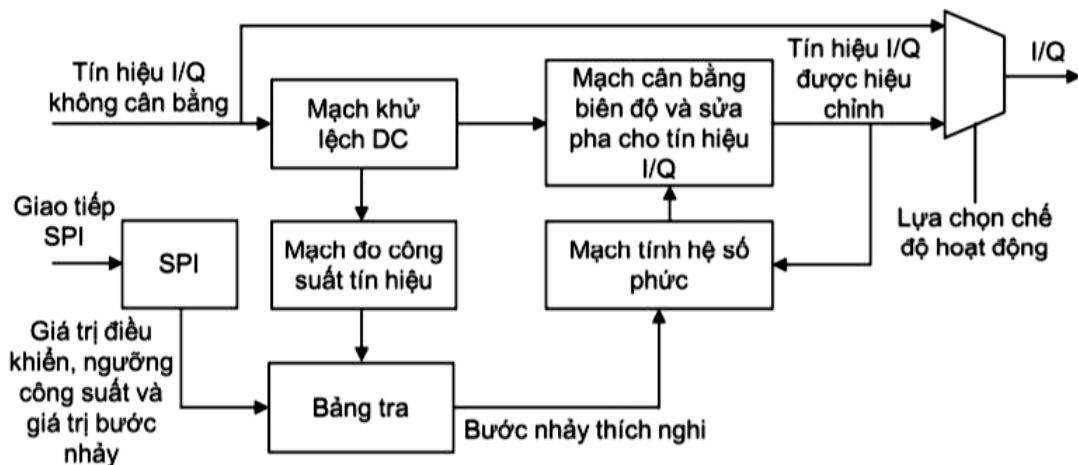 Tín hiệu I/Q
không cân bằng
Mạch khử
lệch DC
Mạch cân bằng
biên độ và sửa
pha cho tín hiệu
I/Q
Tín hiệu I/Q
được hiệu
chỉnh
I/Q
Giao tiếp
SPI
SPI
Mạch đo công
suất tín hiệu
Mạch tính hệ số
phức
Lựa chọn chế
độ hoạt động
Giá trị điều
khiển, ngưỡng
công suất và
giá trị bước
nhảy
Bảng tra
Bước nhảy thích nghi